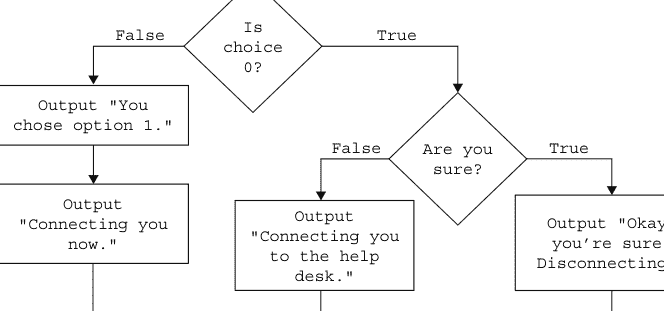 Is
choice
0?
False
True
Output "You
chose option 1."
Are you
sure?
False
True
Output
"Connecting you
now."
Output
"Connecting you
to the help
desk."
Output "Okay
you're sure
Disconnecting